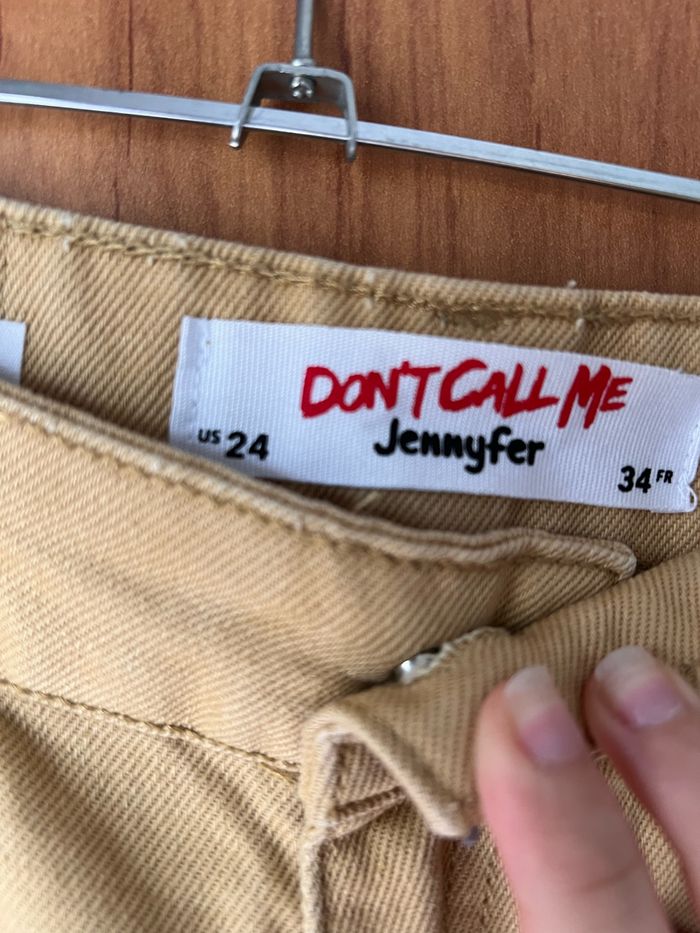 DON'T CALL ME
Jennyfer
US 24
34 FR